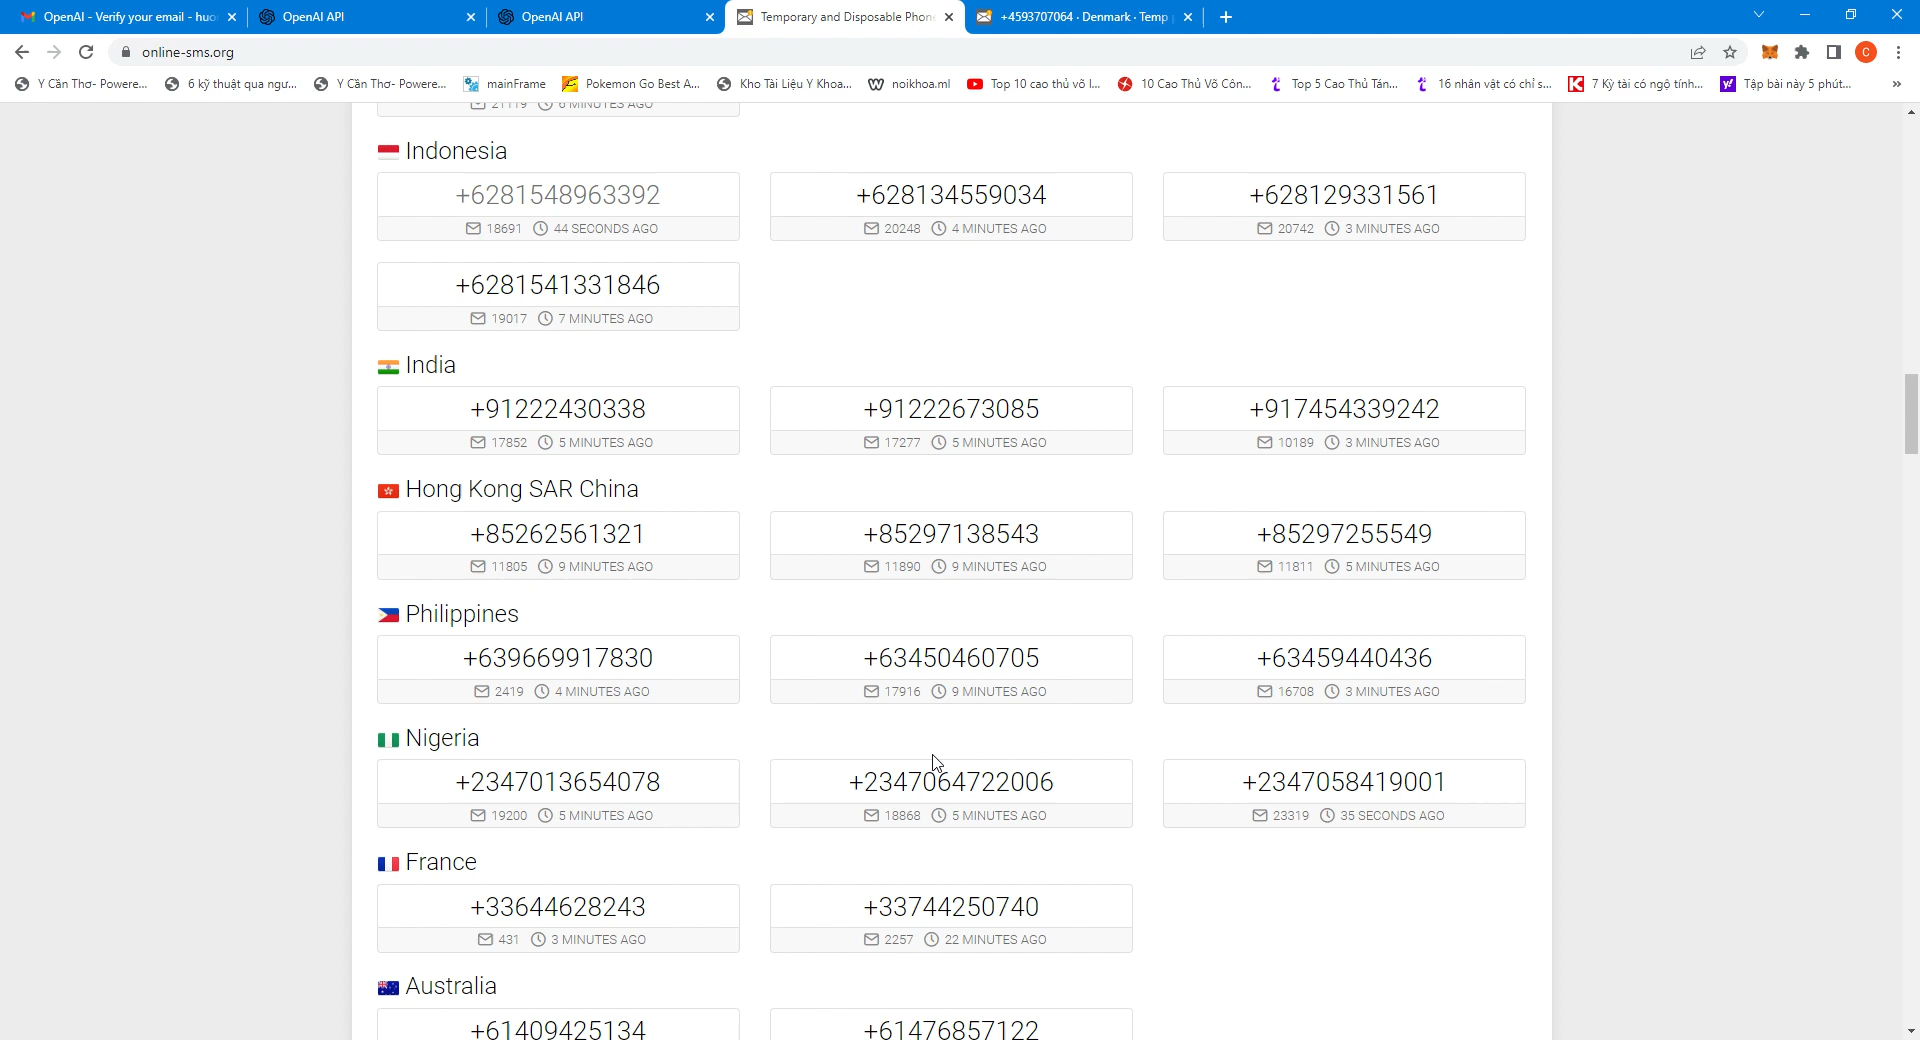 OpenAI - Verify your email - huo
OpenAI API
OpenAI API
Temporary and Disposable Phone
+4593707064 · Denmark · Temp
online-sms.org
C
Y Cần Thơ- Powere...
6 kỹ thuật qua ngư...
Y Cần Thơ- Powere...
mainFrame
Pokemon Go Best A...
Kho Tài Liệu Y Khoa...
noikhoa.ml
Top 10 cao thủ võ l...
10 Cao Thủ Võ Côn...
Top 5 Cao Thủ Tán...
16 nhân vật có chỉ s...
7 Kỳ tài có ngộ tính...
Tập bài này 5 phút...
»
21119 6 MINUTES AGO
Indonesia
+6281548963392 +628134559034 +628129331561
18691 44 SECONDS AGO 20248 4 MINUTES AGO 20742 3 MINUTES AGO
+6281541331846
19017 7 MINUTES AGO
India
+91222430338 +91222673085 +917454339242
17852 5 MINUTES AGO 17277 5 MINUTES AGO 10189 3 MINUTES AGO
Hong Kong SAR China
+85262561321 +85297138543 +85297255549
11805 9 MINUTES AGO 11890 9 MINUTES AGO 11811 5 MINUTES AGO
Philippines
+639669917830 +63450460705 +63459440436
2419 4 MINUTES AGO 17916 9 MINUTES AGO 16708 3 MINUTES AGO
Nigeria
+2347013654078 +2347064722006 +2347058419001
19200 5 MINUTES AGO 18868 5 MINUTES AGO 23319 35 SECONDS AGO
France
+33644628243 +33744250740
431 3 MINUTES AGO 2257 22 MINUTES AGO
Australia
+61409425134 +61476857122